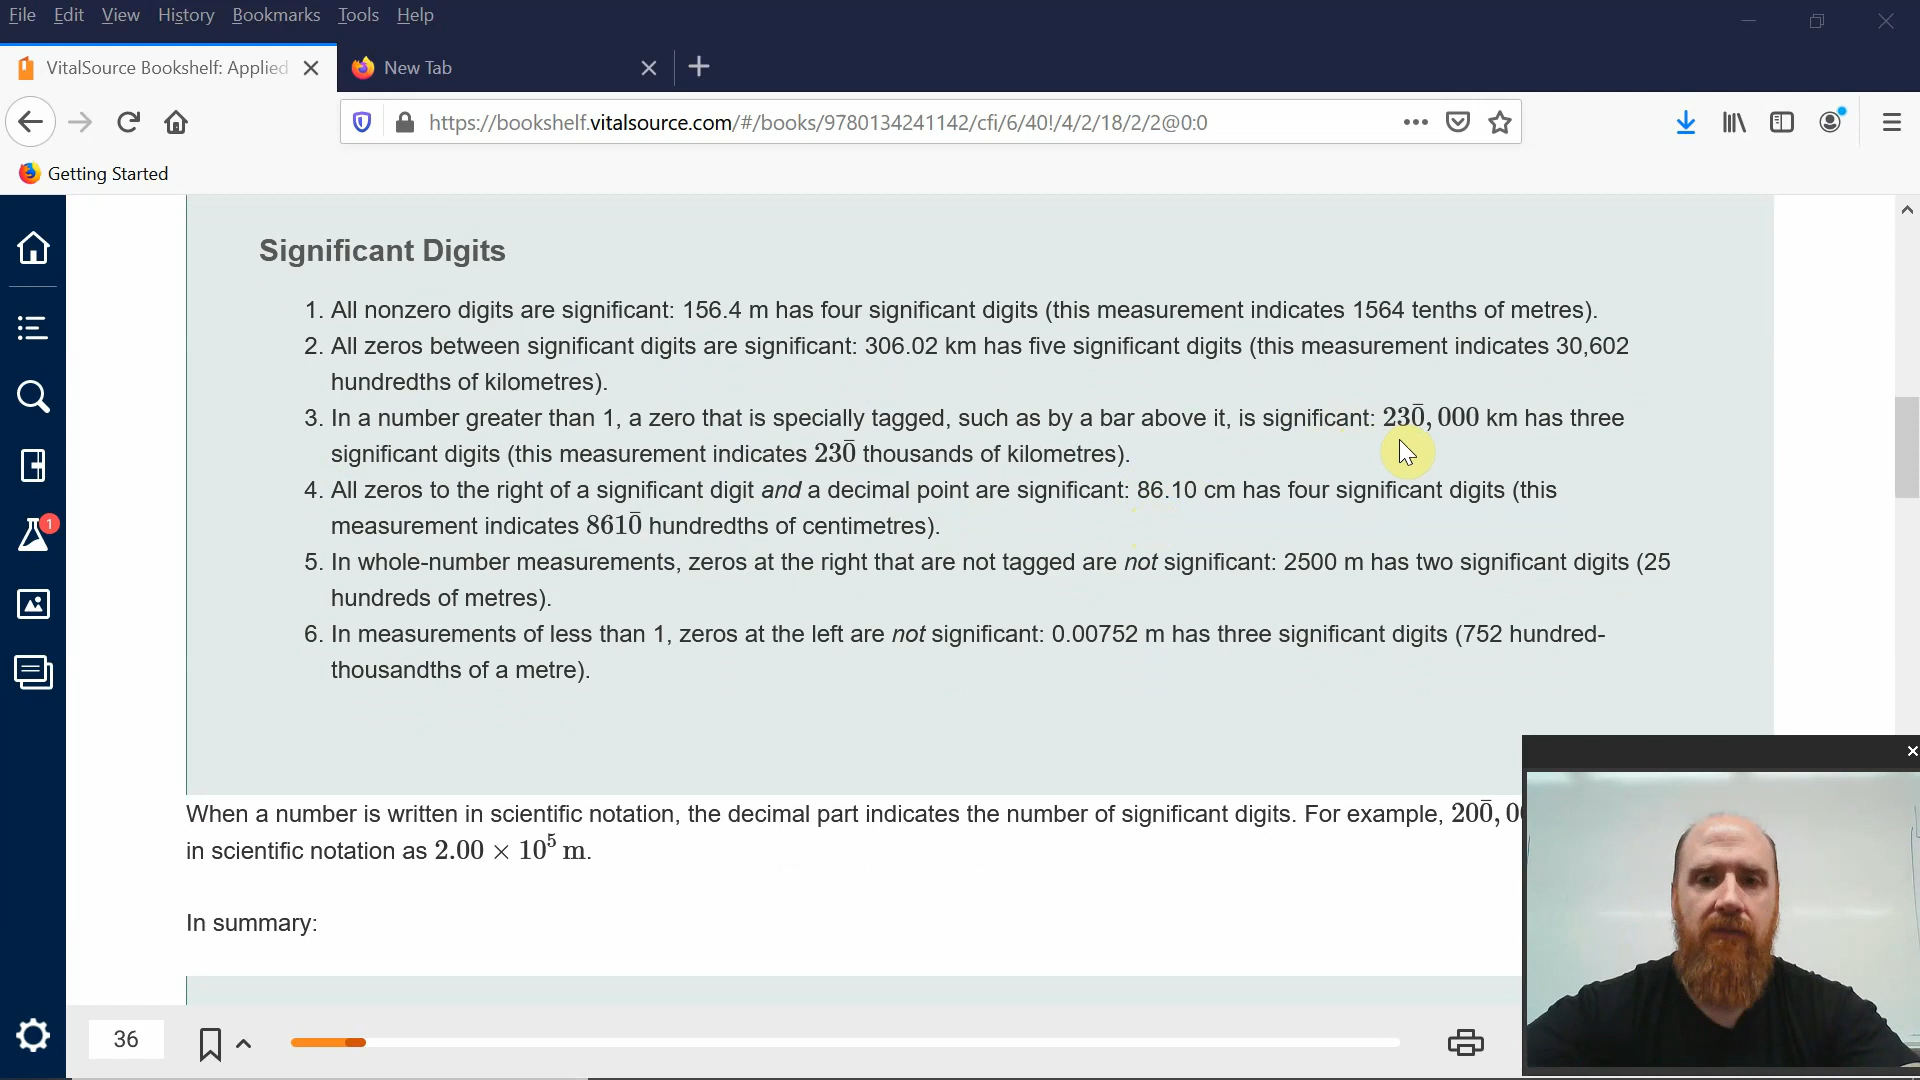 File Edit View History Bookmarks Tools Help
VitalSource Bookshelf: Applied
New Tab
https://bookshelf.vitalsource.com/#/books/9780134241142/cfi/6/40!/4/2/18/2/2@0:0
Getting Started
Significant Digits
1. All nonzero digits are significant: 156.4 m has four significant digits (this measurement indicates 1564 tenths of metres).
2. All zeros between significant digits are significant: 306.02 km has five significant digits (this measurement indicates 30,602
hundredths of kilometres).
3. In a number greater than 1, a zero that is specially tagged, such as by a bar above it, is significant: 230̄,000 km has three
significant digits (this measurement indicates 230̄ thousands of kilometres).
4. All zeros to the right of a significant digit and a decimal point are significant: 86.10 cm has four significant digits (this
measurement indicates 8610̄ hundredths of centimetres).
5. In whole-number measurements, zeros at the right that are not tagged are not significant: 2500 m has two significant digits (25
hundreds of metres).
6. In measurements of less than 1, zeros at the left are not significant: 0.00752 m has three significant digits (752 hundred-
thousandths of a metre).
1
When a number is written in scientific notation, the decimal part indicates the number of significant digits. For example, 200̄,0
in scientific notation as 2.00 × 10⁵ m.
In summary:
36